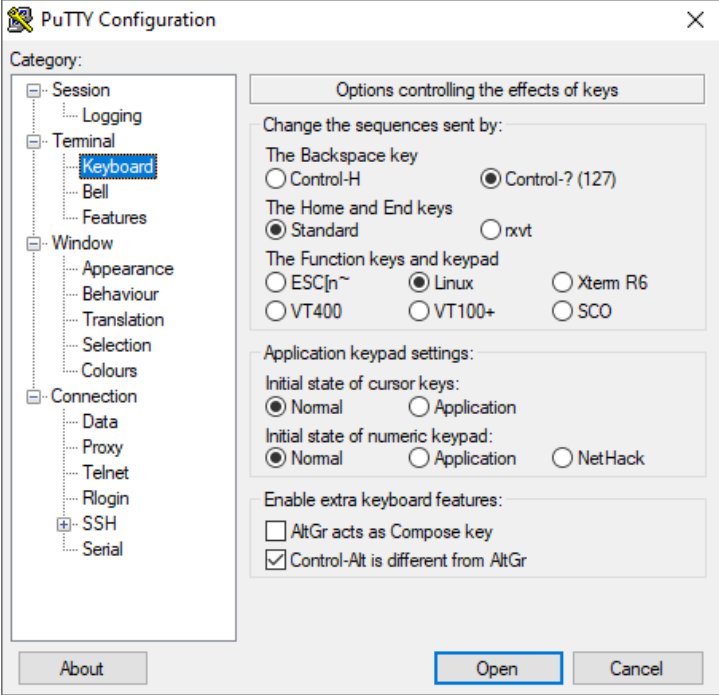 PuTTY Configuration
Category:
Session
Logging
Terminal
Keyboard
Bell
Features
Window
Appearance
Behaviour
Translation
Selection
Colours
Connection
Data
Proxy
Telnet
Rlogin
SSH
Serial
Options controlling the effects of keys
Change the sequences sent by:
The Backspace key
Control-H Control-? (127)
The Home and End keys
Standard rxvt
The Function keys and keypad
ESC[n~ Linux Xterm R6
VT400 VT100+ SCO
Application keypad settings:
Initial state of cursor keys:
Normal Application
Initial state of numeric keypad:
Normal Application NetHack
Enable extra keyboard features:
AltGr acts as Compose key
Control-Alt is different from AltGr
About Open Cancel